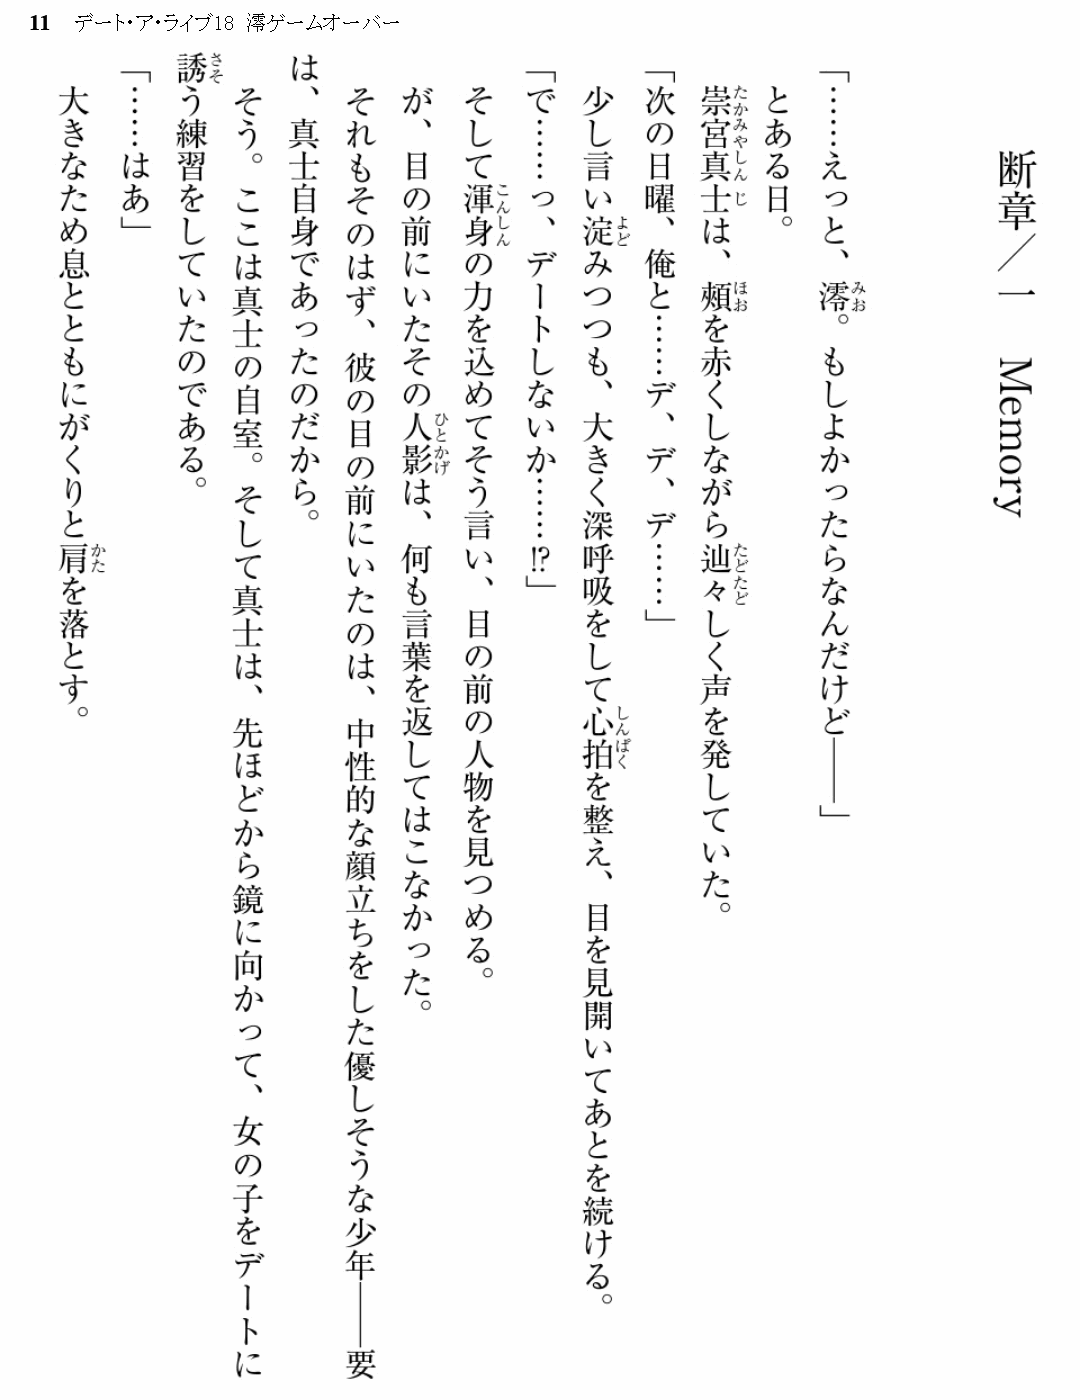 11 デート・ア・ライブ18 澪ゲームオーバー
断章／一 Memory
「……えっと、澪。もしよかったらなんだけど――」
とある日。
崇宮真士は、頰を赤くしながら辿々しく声を発していた。
「次の日曜、俺と……デ、デ、デ……」
少し言い淀みつつも、大きく深呼吸をして心拍を整え、目を見開いてあとを続ける。
「で……っ、デートしないか……⁉」
そして渾身の力を込めてそう言い、目の前の人物を見つめる。
が、目の前にいたその人影は、何も言葉を返してはこなかった。
それもそのはず、彼の目の前にいたのは、中性的な顔立ちをした優しそうな少年――要
は、真士自身であったのだから。
そう。ここは真士の自室。そして真士は、先ほどから鏡に向かって、女の子をデートに
誘う練習をしていたのである。
「……はあ」
大きなため息とともにがくりと肩を落とす。